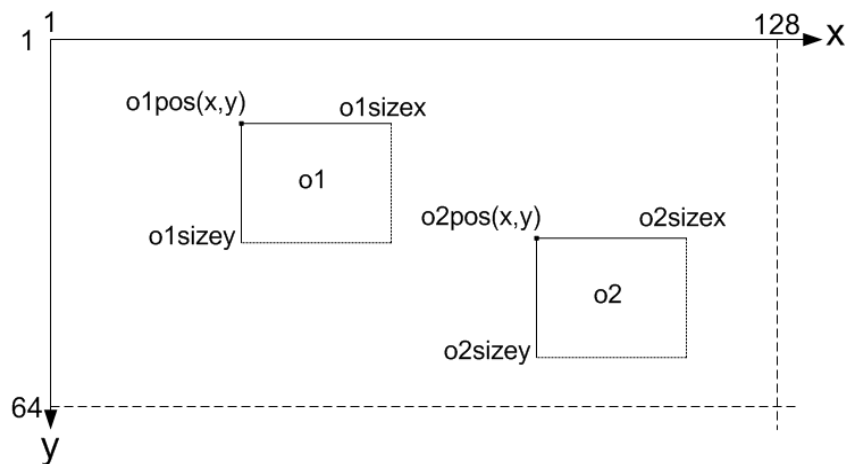 1
1
128
x
o1pos(x,y)
o1sizex
o1
o1sizey
o2pos(x,y)
o2sizex
o2
o2sizey
64
y